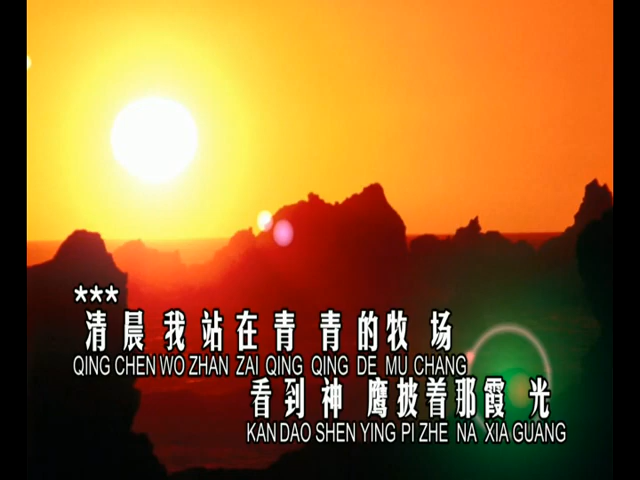 ***
清晨我站在青青的牧场
QING CHEN WO ZHAN ZAI QING QING DE MU CHANG
看到神鹰披着那霞光
KAN DAO SHEN YING PI ZHE NA XIA GUANG